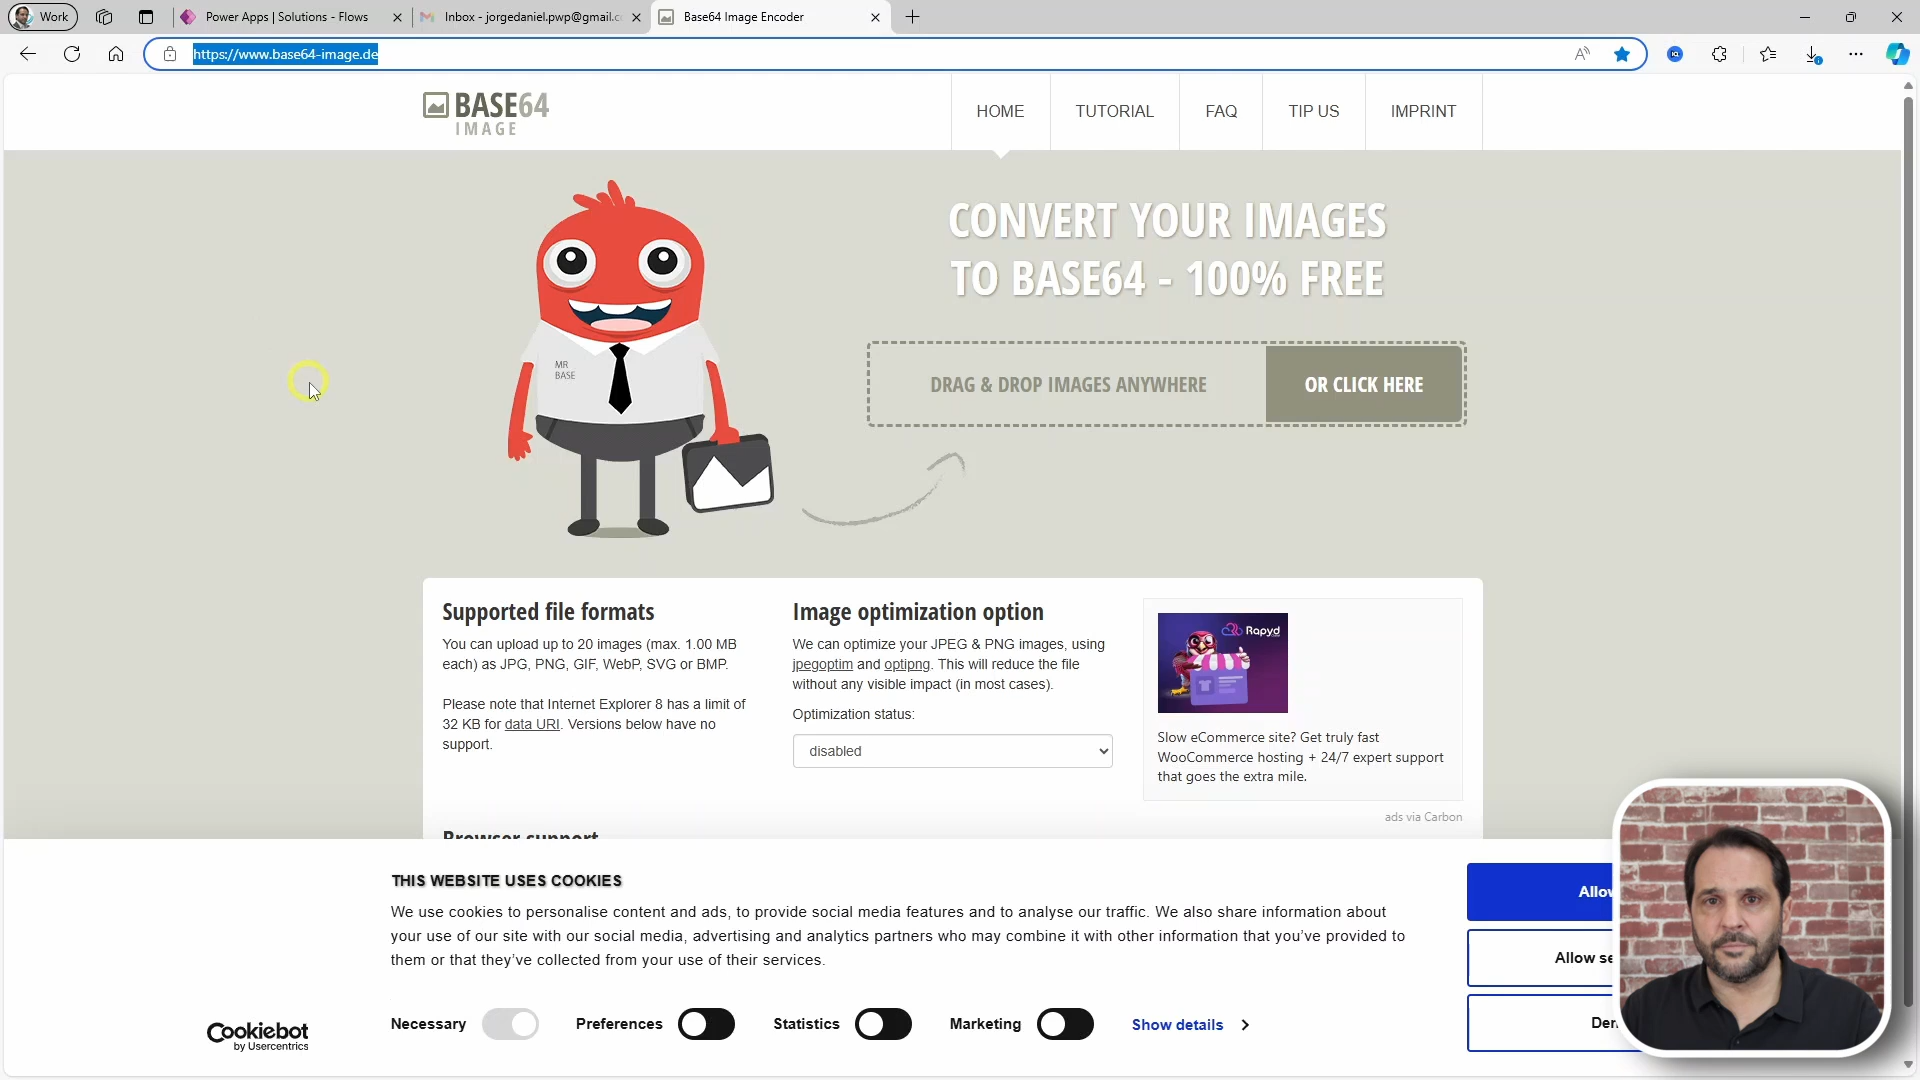 Work
Power Apps | Solutions - Flows
Inbox - jorgedaniel.pwp@gmail.c
Base64 Image Encoder
https://www.base64-image.de
BASE64
IMAGE
HOME
TUTORIAL
FAQ
TIP US
IMPRINT
CONVERT YOUR IMAGES
TO BASE64 - 100% FREE
MR
BASE
DRAG & DROP IMAGES ANYWHERE
OR CLICK HERE
Supported file formats
You can upload up to 20 images (max. 1.00 MB
each) as JPG, PNG, GIF, WebP, SVG or BMP.
Please note that Internet Explorer 8 has a limit of
32 KB for data URI. Versions below have no
support.
Image optimization option
We can optimize your JPEG & PNG images, using
jpegoptim and optipng. This will reduce the file
without any visible impact (in most cases).
Optimization status:
disabled
Rapyd
Slow eCommerce site? Get truly fast
WooCommerce hosting + 24/7 expert support
that goes the extra mile.
ads via Carbon
Browser support
THIS WEBSITE USES COOKIES
We use cookies to personalise content and ads, to provide social media features and to analyse our traffic. We also share information about
your use of our site with our social media, advertising and analytics partners who may combine it with other information that you've provided to
them or that they've collected from your use of their services.
Necessary
Preferences
Statistics
Marketing
Show details
Allow
Allow se
Den
Cookiebot
by Usercentrics